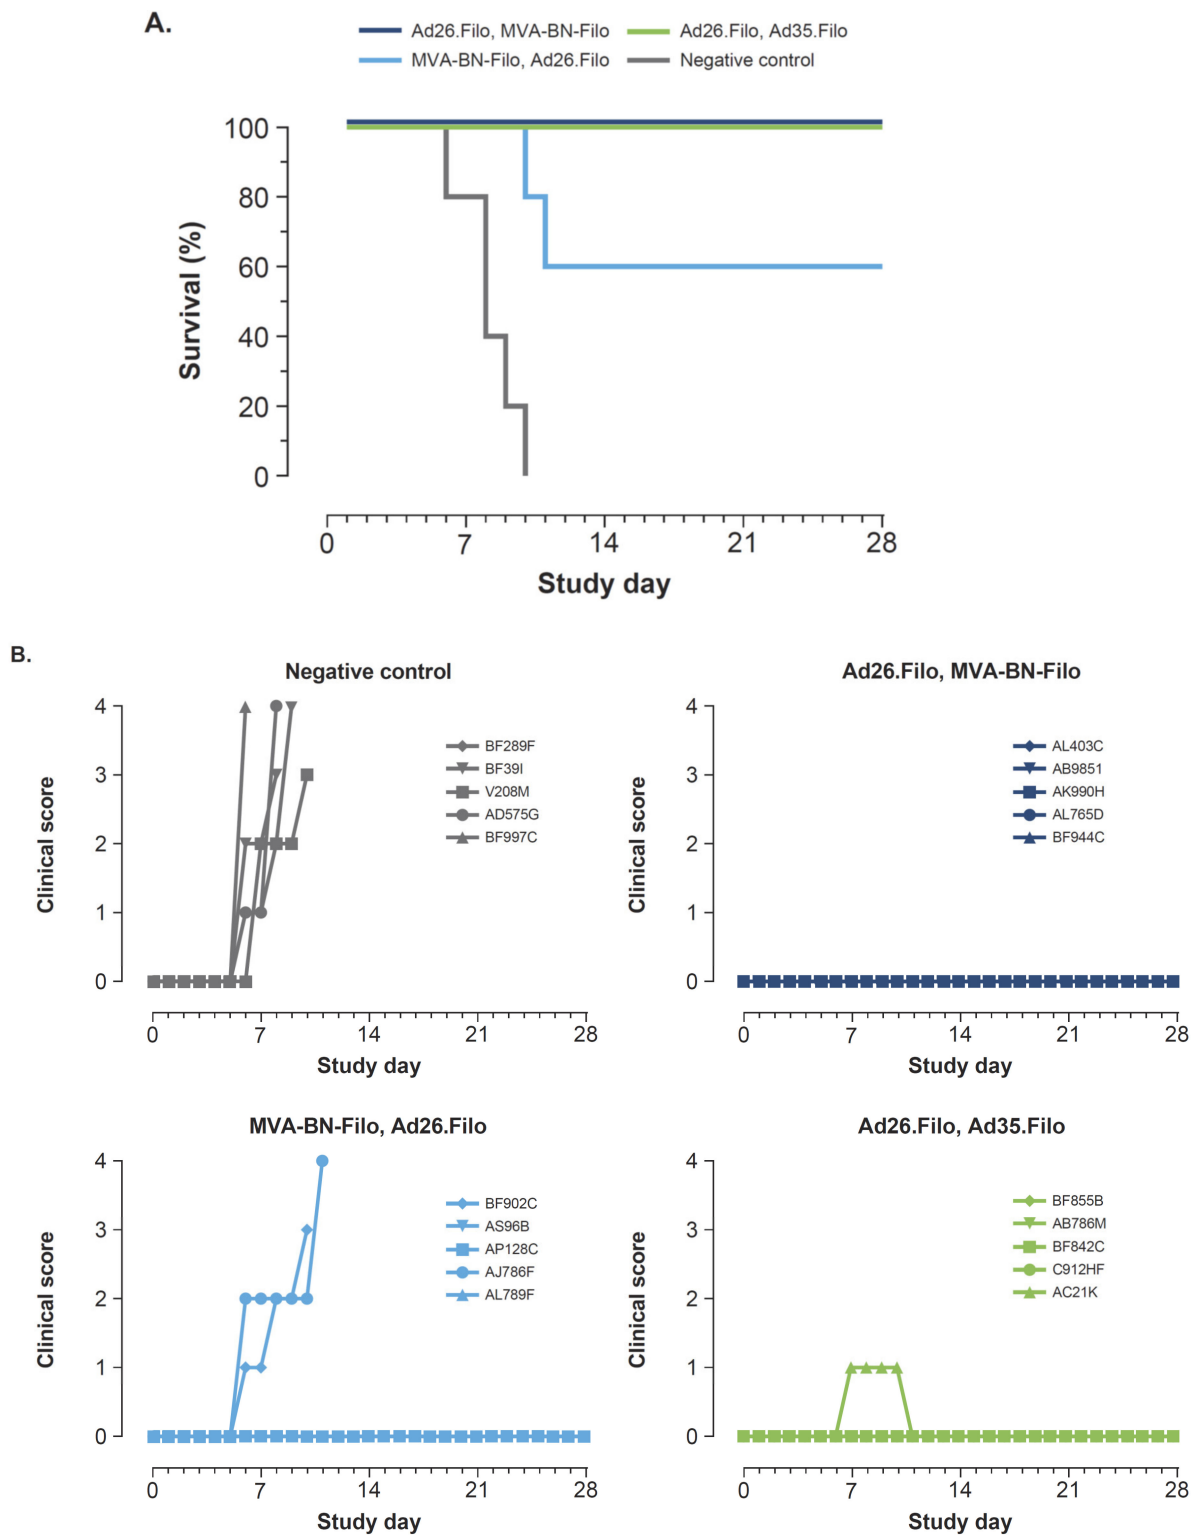 A.
Ad26.Filo, MVA-BN-Filo
Ad26.Filo, Ad35.Filo
MVA-BN-Filo, Ad26.Filo
Negative control
100
80
60
40
20
0
Survival (%)
0 7 14 21 28
Study day
B.
Negative control
4
3
2
1
0
Clinical score
BF289F
BF39I
V208M
AD575G
BF997C
0 7 14 21 28
Study day
Ad26.Filo, MVA-BN-Filo
4
3
2
1
0
Clinical score
AL403C
AB9851
AK990H
AL765D
BF944C
0 7 14 21 28
Study day
MVA-BN-Filo, Ad26.Filo
4
3
2
1
0
Clinical score
BF902C
AS96B
AP128C
AJ786F
AL789F
0 7 14 21 28
Study day
Ad26.Filo, Ad35.Filo
4
3
2
1
0
Clinical score
BF855B
AB786M
BF842C
C912HF
AC21K
0 7 14 21 28
Study day